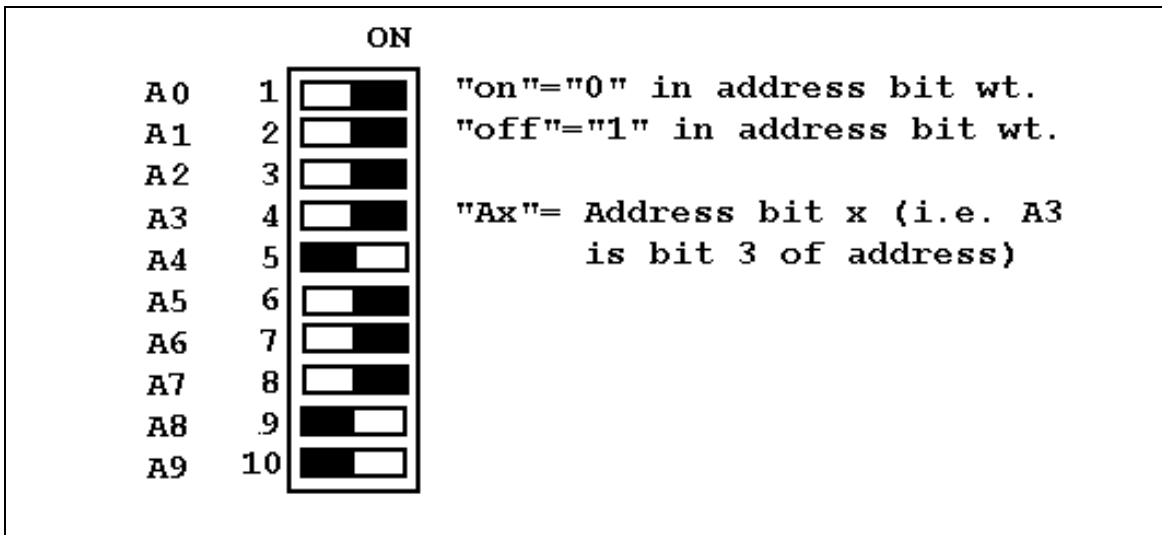 ON
A0 1 "on"="0" in address bit wt.
A1 2 "off"="1" in address bit wt.
A2 3
A3 4 "Ax"= Address bit x (i.e. A3
A4 5 is bit 3 of address)
A5 6
A6 7
A7 8
A8 9
A9 10